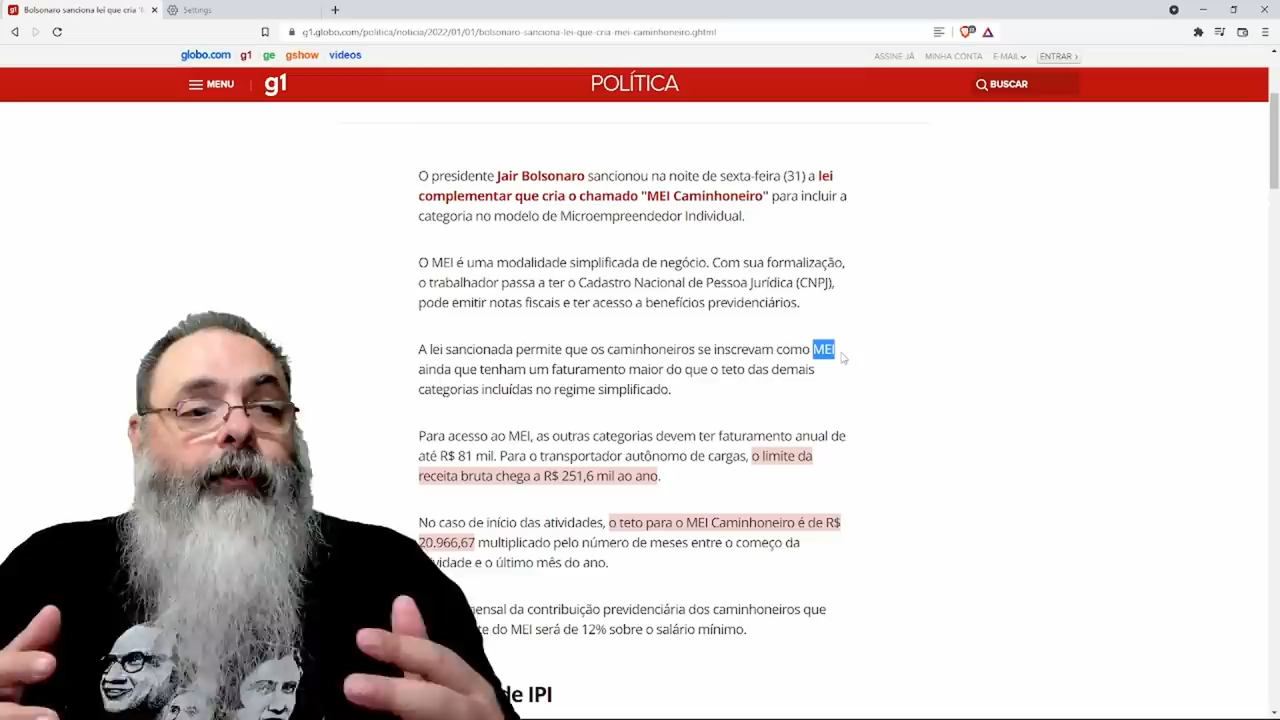 Bolsonaro sanciona lei que cria 'I
Settings
g1.globo.com/politica/noticia/2022/01/01/bolsonaro-sanciona-lei-que-cria-mei-caminhoneiro.ghtml
globo.com g1 ge gshow videos
ASSINE JÁ MINHA CONTA E-MAIL ENTRAR ›
MENU g1 POLÍTICA BUSCAR
O presidente Jair Bolsonaro sancionou na noite de sexta-feira (31) a lei
complementar que cria o chamado "MEI Caminhoneiro" para incluir a
categoria no modelo de Microempreendedor Individual.
O MEI é uma modalidade simplificada de negócio. Com sua formalização,
o trabalhador passa a ter o Cadastro Nacional de Pessoa Jurídica (CNPJ),
pode emitir notas fiscais e ter acesso a benefícios previdenciários.
A lei sancionada permite que os caminhoneiros se inscrevam como MEI
ainda que tenham um faturamento maior do que o teto das demais
categorias incluídas no regime simplificado.
Para acesso ao MEI, as outras categorias devem ter faturamento anual de
até R$ 81 mil. Para o transportador autônomo de cargas, o limite da
receita bruta chega a R$ 251,6 mil ao ano.
No caso de início das atividades, o teto para o MEI Caminhoneiro é de R$
20.966,67 multiplicado pelo número de meses entre o começo da
vidade e o último mês do ano.
ensal da contribuição previdenciária dos caminhoneiros que
te do MEI será de 12% sobre o salário mínimo.
de IPI